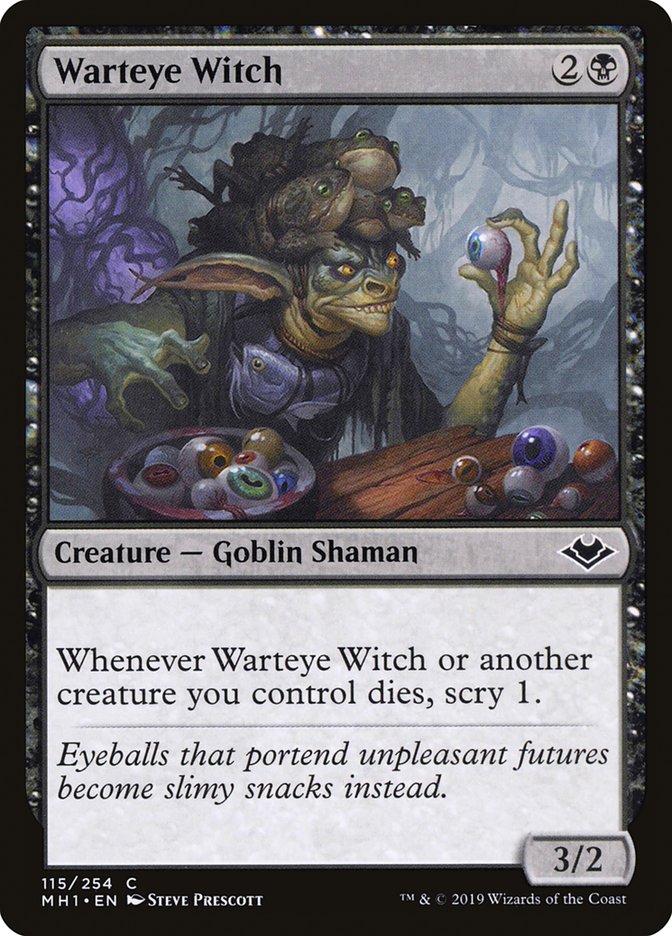 Warteye Witch 2
Creature — Goblin Shaman
Whenever Warteye Witch or another
creature you control dies, scry 1.
Eyeballs that portend unpleasant futures
become slimy snacks instead.
3/2
115/254 C
MH1•EN Steve Prescott
™ & © 2019 Wizards of the Coast